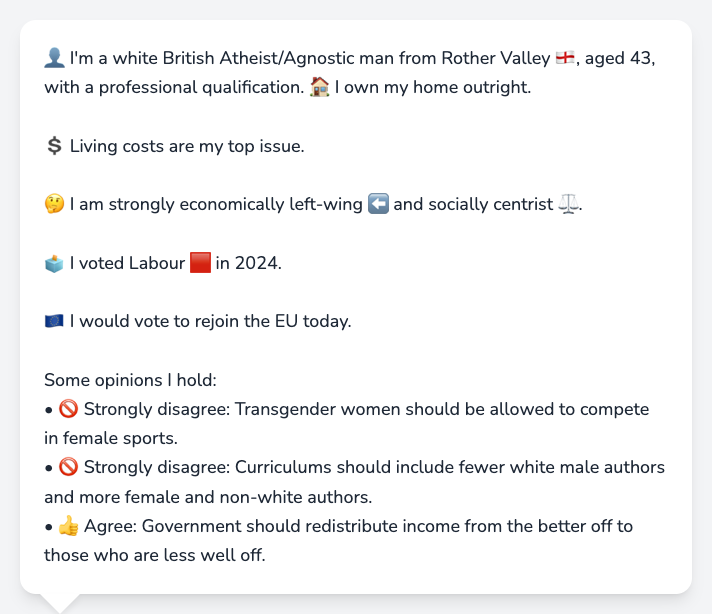 👤 I'm a white British Atheist/Agnostic man from Rother Valley 🏴󠁧󠁢󠁥󠁮󠁧󠁿, aged 43,
with a professional qualification. 🏠 I own my home outright.
💲 Living costs are my top issue.
🤔 I am strongly economically left-wing ⬅️ and socially centrist ⚖️.
🗳️ I voted Labour 🟥 in 2024.
🇪🇺 I would vote to rejoin the EU today.
Some opinions I hold:
• 🚫 Strongly disagree: Transgender women should be allowed to compete
in female sports.
• 🚫 Strongly disagree: Curriculums should include fewer white male authors
and more female and non-white authors.
• 👍 Agree: Government should redistribute income from the better off to
those who are less well off.